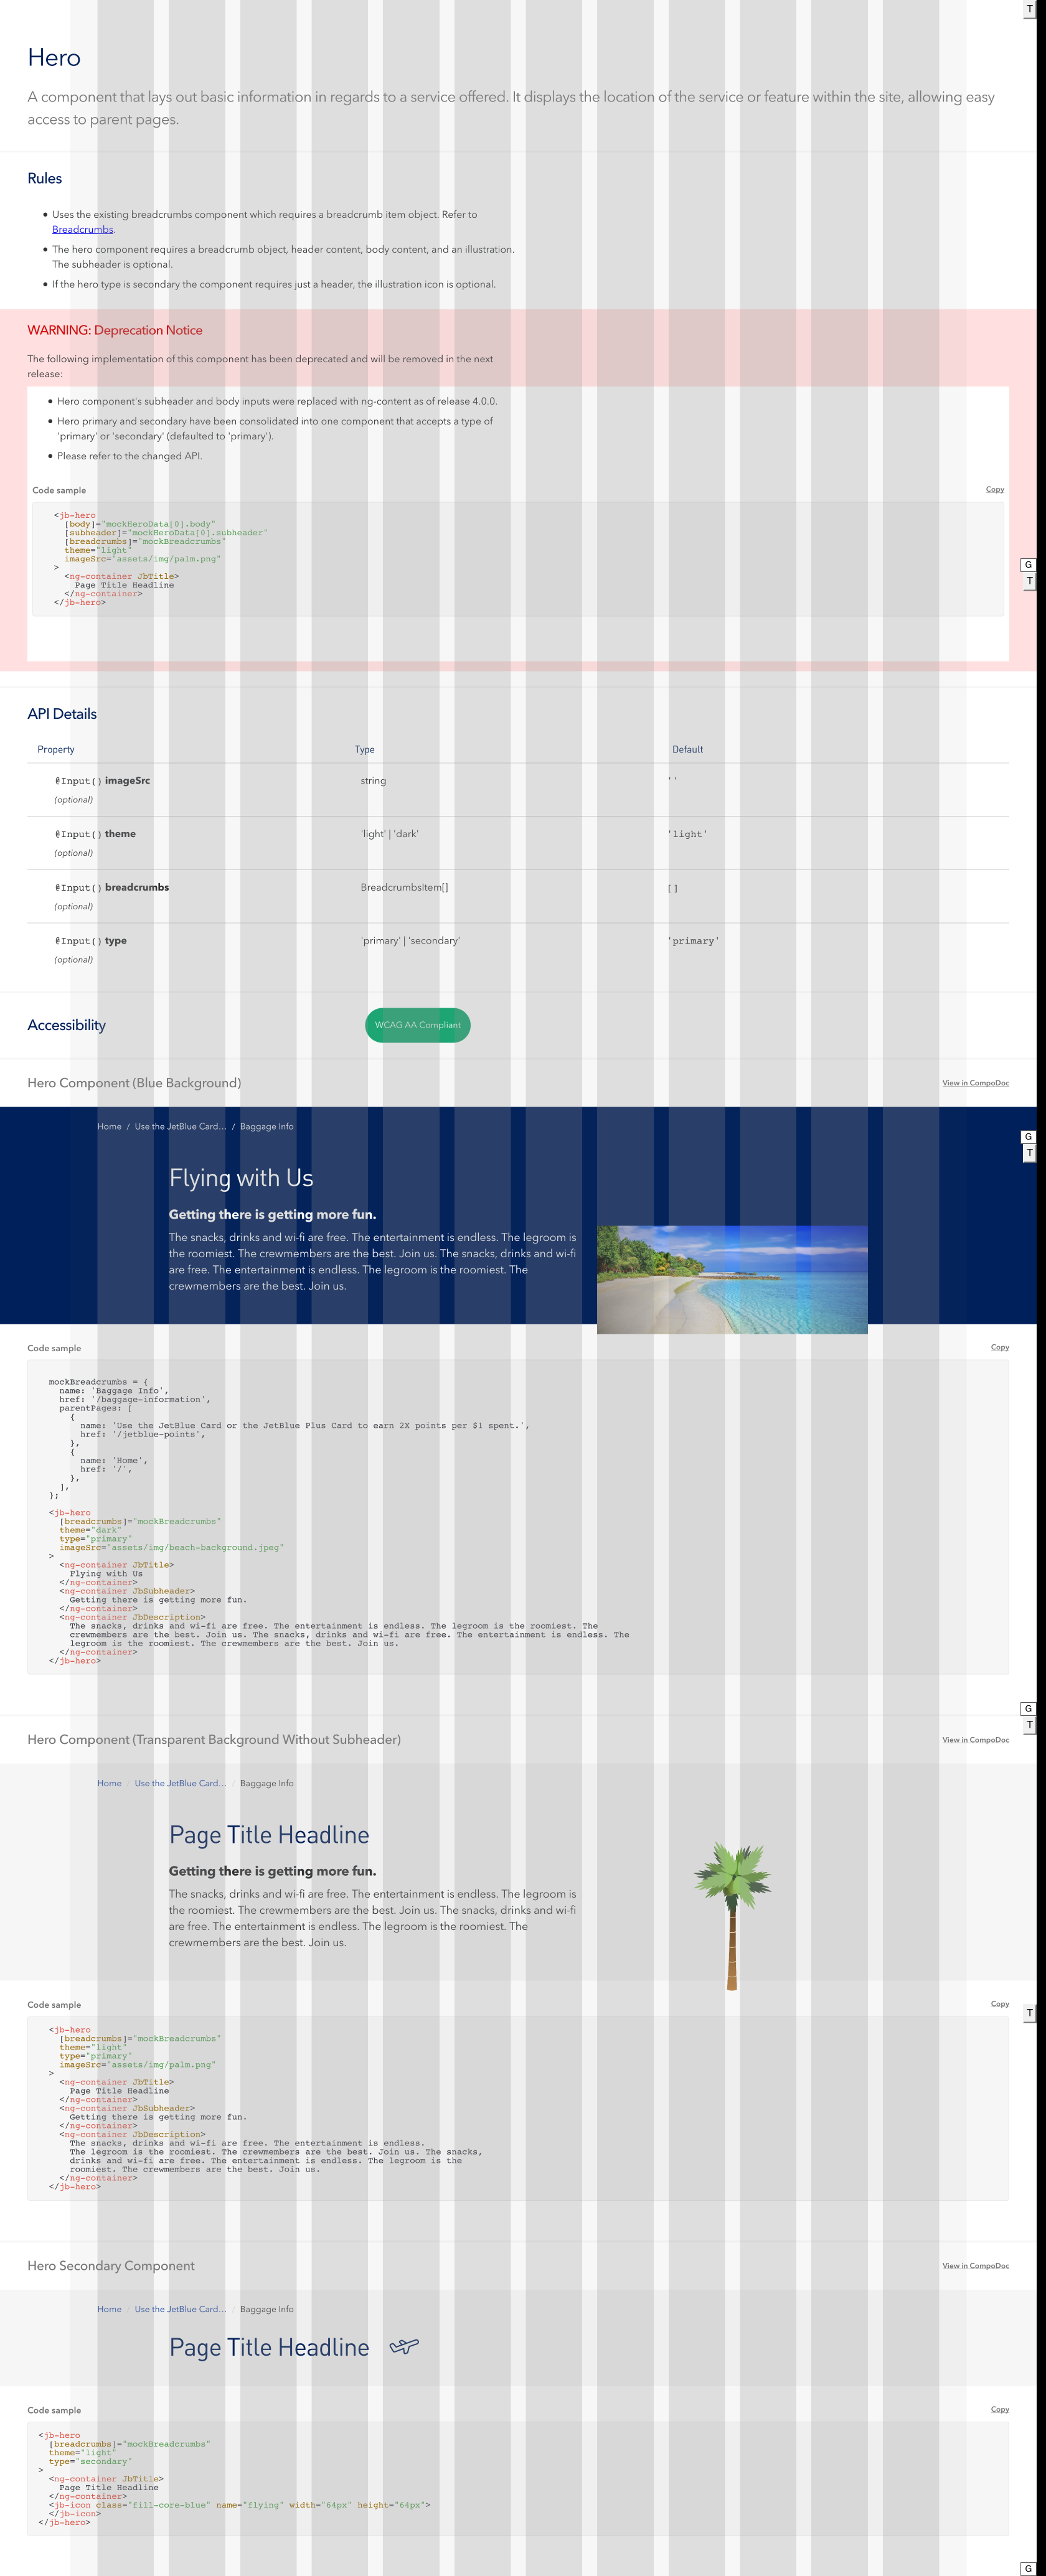 T
Hero
A component that lays out basic information in regards to a service offered. It displays the location of the service or feature within the site, allowing easy
access to parent pages.
Rules
• Uses the existing breadcrumbs component which requires a breadcrumb item object. Refer to
Breadcrumbs.
• The hero component requires a breadcrumb object, header content, body content, and an illustration.
The subheader is optional.
• If the hero type is secondary the component requires just a header, the illustration icon is optional.
WARNING: Deprecation Notice
The following implementation of this component has been deprecated and will be removed in the next
release:
• Hero component's subheader and body inputs were replaced with ng-content as of release 4.0.0.
• Hero primary and secondary have been consolidated into one component that accepts a type of
'primary' or 'secondary' (defaulted to 'primary').
• Please refer to the changed API.
Code sample Copy
<jb-hero
[body]="mockHeroData[0].body"
[subheader]="mockHeroData[0].subheader"
[breadcrumbs]="mockBreadcrumbs"
theme="light"
imageSrc="assets/img/palm.png"
>
<ng-container JbTitle>
Page Title Headline
</ng-container>
</jb-hero>
G
T
API Details
Property Type Default
@Input() imageSrc string ''
(optional)
@Input() theme 'light' | 'dark' 'light'
(optional)
@Input() breadcrumbs BreadcrumbsItem[] []
(optional)
@Input() type 'primary' | 'secondary' 'primary'
(optional)
Accessibility WCAG AA Compliant
Hero Component (Blue Background) View in CompoDoc
Home / Use the JetBlue Card... / Baggage Info
G
T
Flying with Us
Getting there is getting more fun.
The snacks, drinks and wi-fi are free. The entertainment is endless. The legroom is
the roomiest. The crewmembers are the best. Join us. The snacks, drinks and wi-fi
are free. The entertainment is endless. The legroom is the roomiest. The
crewmembers are the best. Join us.
Code sample Copy
mockBreadcrumbs = {
name: 'Baggage Info',
href: '/baggage-information',
parentPages: [
{
name: 'Use the JetBlue Card or the JetBlue Plus Card to earn 2X points per $1 spent.',
href: '/jetblue-points',
},
{
name: 'Home',
href: '/',
},
],
};
<jb-hero
[breadcrumbs]="mockBreadcrumbs"
theme="dark"
type="primary"
imageSrc="assets/img/beach-background.jpeg"
>
<ng-container JbTitle>
Flying with Us
</ng-container>
<ng-container JbSubheader>
Getting there is getting more fun.
</ng-container>
<ng-container JbDescription>
The snacks, drinks and wi-fi are free. The entertainment is endless. The legroom is the roomiest. The
crewmembers are the best. Join us. The snacks, drinks and wi-fi are free. The entertainment is endless. The
legroom is the roomiest. The crewmembers are the best. Join us.
</ng-container>
</jb-hero>
G
T
Hero Component (Transparent Background Without Subheader) View in CompoDoc
Home / Use the JetBlue Card... / Baggage Info
Page Title Headline
Getting there is getting more fun.
The snacks, drinks and wi-fi are free. The entertainment is endless. The legroom is
the roomiest. The crewmembers are the best. Join us. The snacks, drinks and wi-fi
are free. The entertainment is endless. The legroom is the roomiest. The
crewmembers are the best. Join us.
Code sample Copy
T
<jb-hero
[breadcrumbs]="mockBreadcrumbs"
theme="light"
type="primary"
imageSrc="assets/img/palm.png"
>
<ng-container JbTitle>
Page Title Headline
</ng-container>
<ng-container JbSubheader>
Getting there is getting more fun.
</ng-container>
<ng-container JbDescription>
The snacks, drinks and wi-fi are free. The entertainment is endless.
The legroom is the roomiest. The crewmembers are the best. Join us. The snacks,
drinks and wi-fi are free. The entertainment is endless. The legroom is the
roomiest. The crewmembers are the best. Join us.
</ng-container>
</jb-hero>
Hero Secondary Component View in CompoDoc
Home / Use the JetBlue Card... / Baggage Info
Page Title Headline
Code sample Copy
<jb-hero
[breadcrumbs]="mockBreadcrumbs"
theme="light"
type="secondary"
>
<ng-container JbTitle>
Page Title Headline
</ng-container>
<jb-icon class="fill-core-blue" name="flying" width="64px" height="64px">
</jb-icon>
</jb-hero>
G